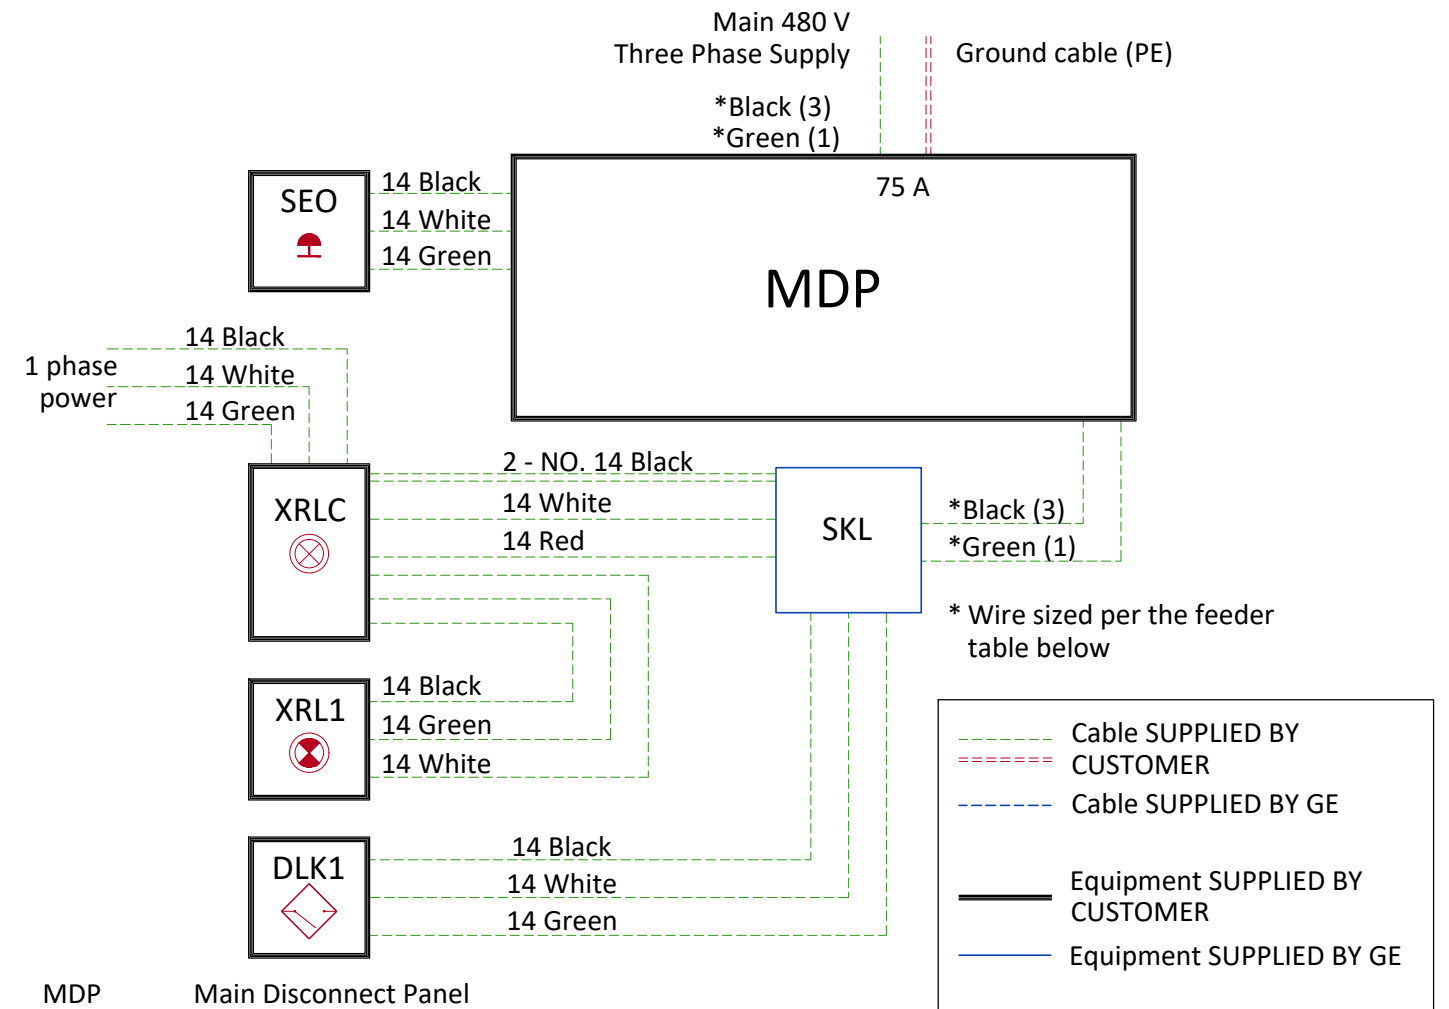 Main 480 V
Three Phase Supply
Ground cable (PE)
*Black (3)
*Green (1)
75 A
MDP
SEO
14 Black
14 White
14 Green
1 phase
power
14 Black
14 White
14 Green
XRLC
2 - NO. 14 Black
14 White
14 Red
SKL
*Black (3)
*Green (1)
* Wire sized per the feeder
table below
XRL1
14 Black
14 Green
14 White
DLK1
14 Black
14 White
14 Green
Cable SUPPLIED BY
CUSTOMER
Cable SUPPLIED BY GE
Equipment SUPPLIED BY
CUSTOMER
Equipment SUPPLIED BY GE
MDP Main Disconnect Panel